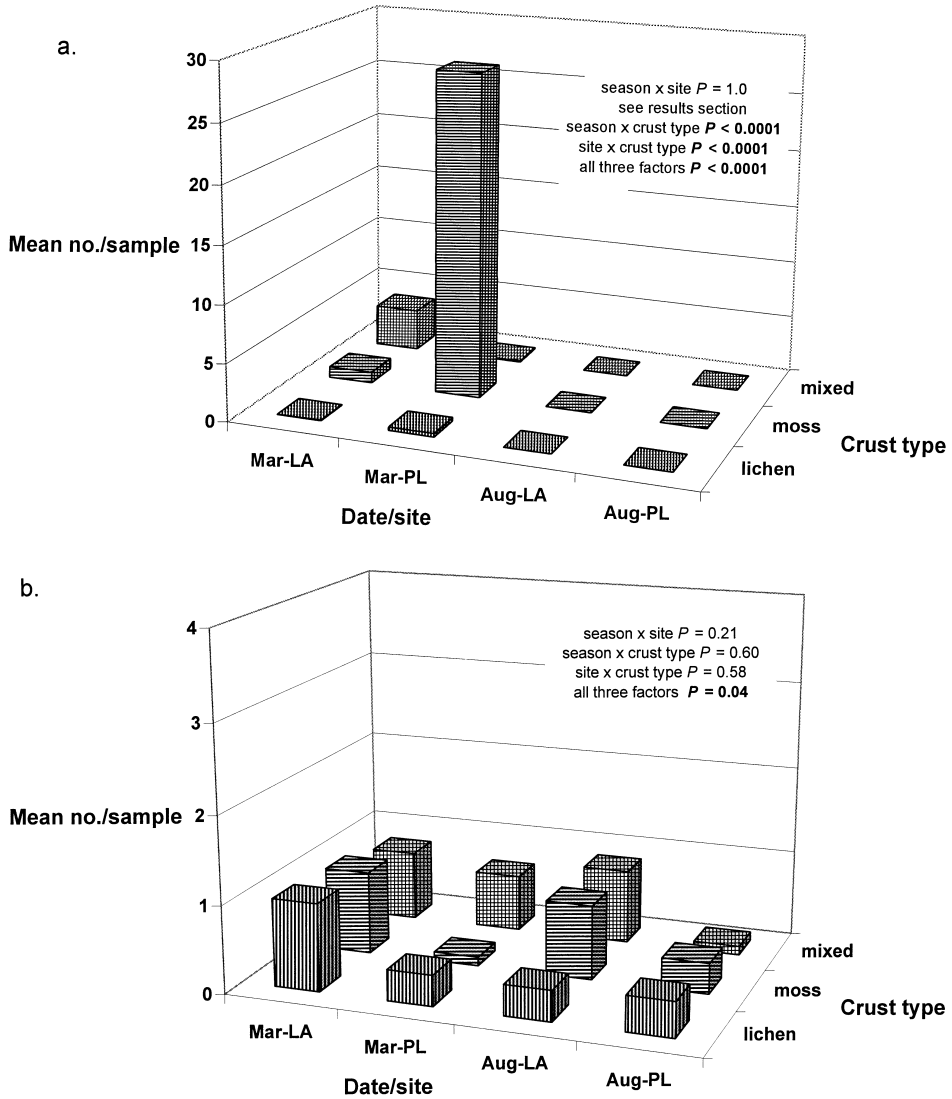 a.
30
25
20
15
10
5
0
Mean no./sample
season x site P = 1.0
see results section
season x crust type P < 0.0001
site x crust type P < 0.0001
all three factors P < 0.0001
mixed
moss
lichen
Crust type
Mar-LA
Mar-PL
Aug-LA
Aug-PL
Date/site
b.
4
3
2
1
0
Mean no./sample
season x site P = 0.21
season x crust type P = 0.60
site x crust type P = 0.58
all three factors P = 0.04
mixed
moss
lichen
Crust type
Mar-LA
Mar-PL
Aug-LA
Aug-PL
Date/site